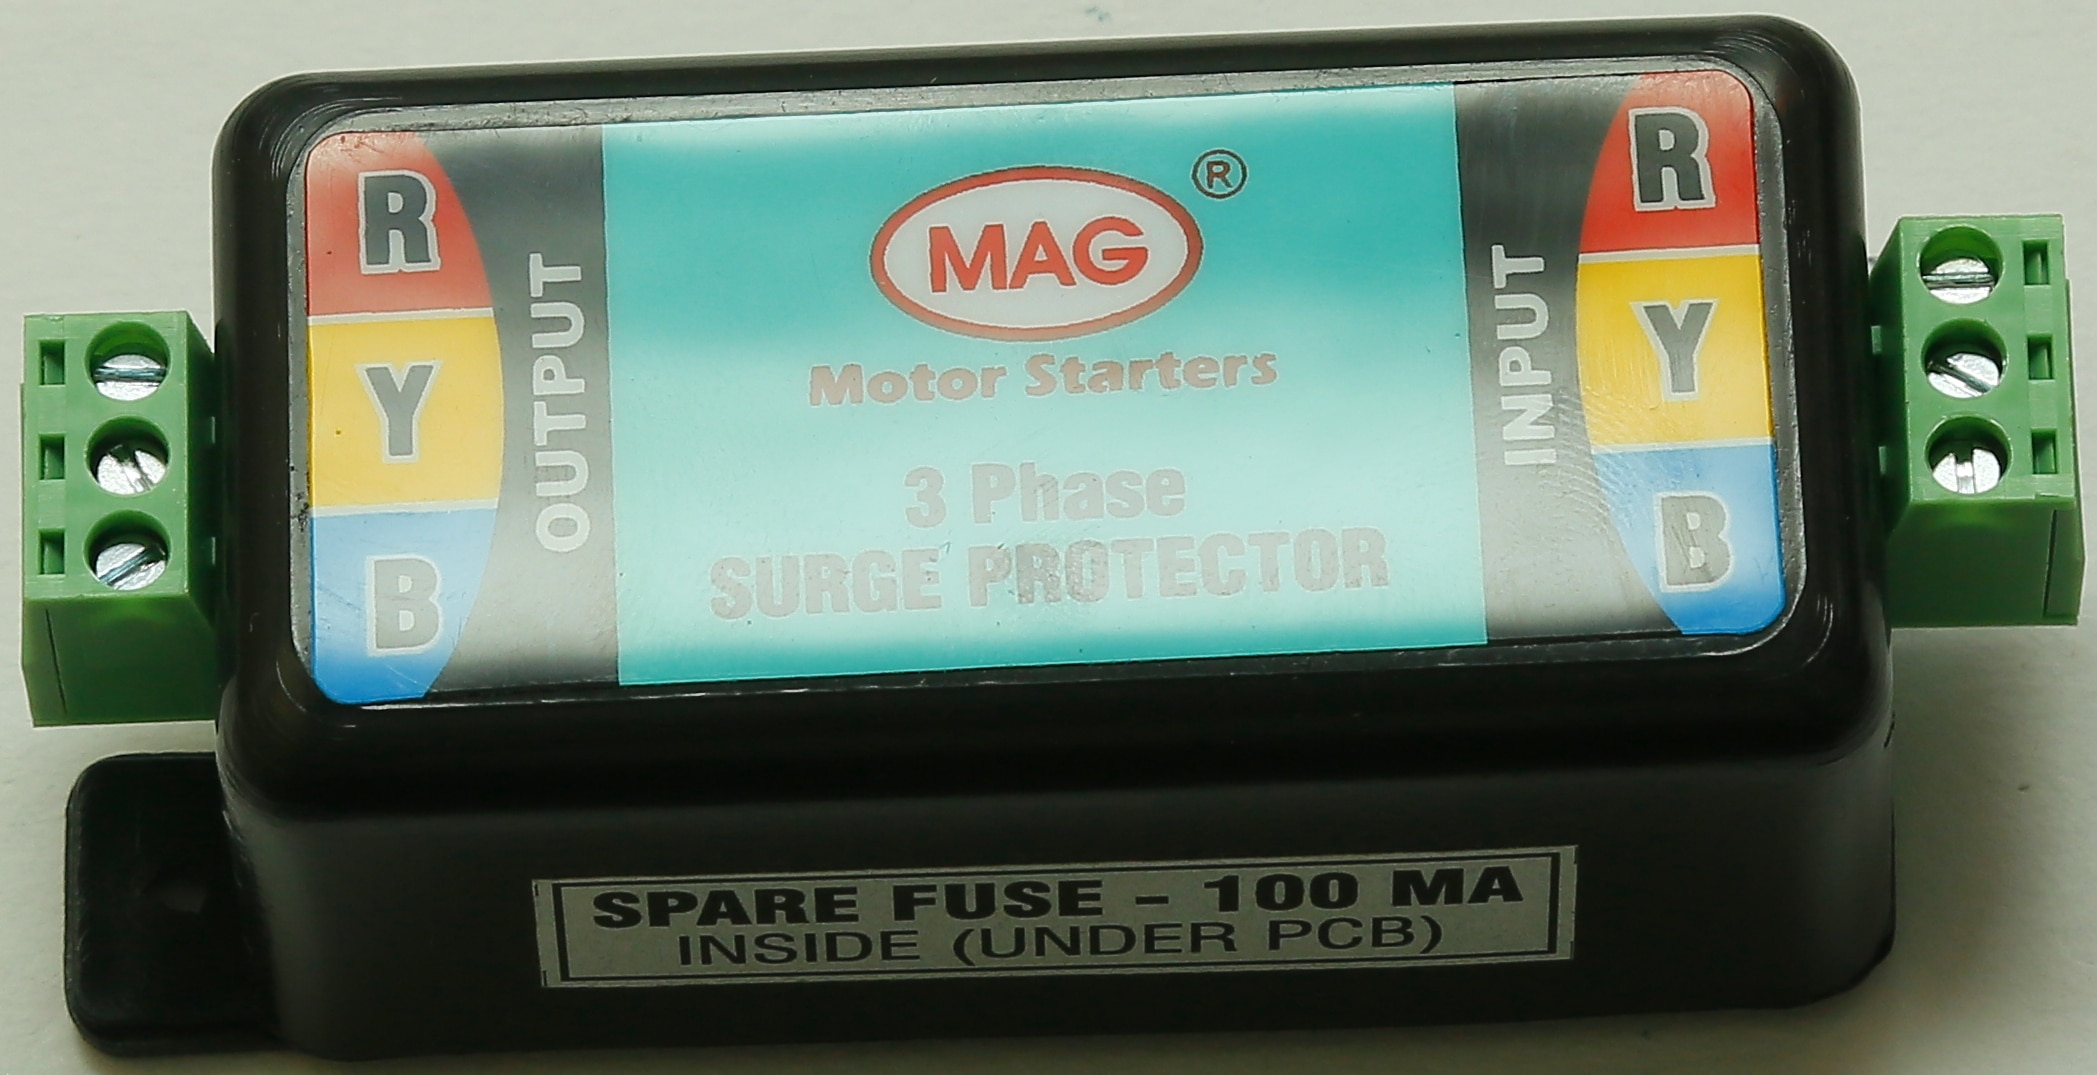 R
Y
B
OUTPUT
MAG ®
Motor Starters
3 Phase
SURGE PROTECTOR
INPUT
R
Y
B
SPARE FUSE - 100 MA
INSIDE (UNDER PCB)